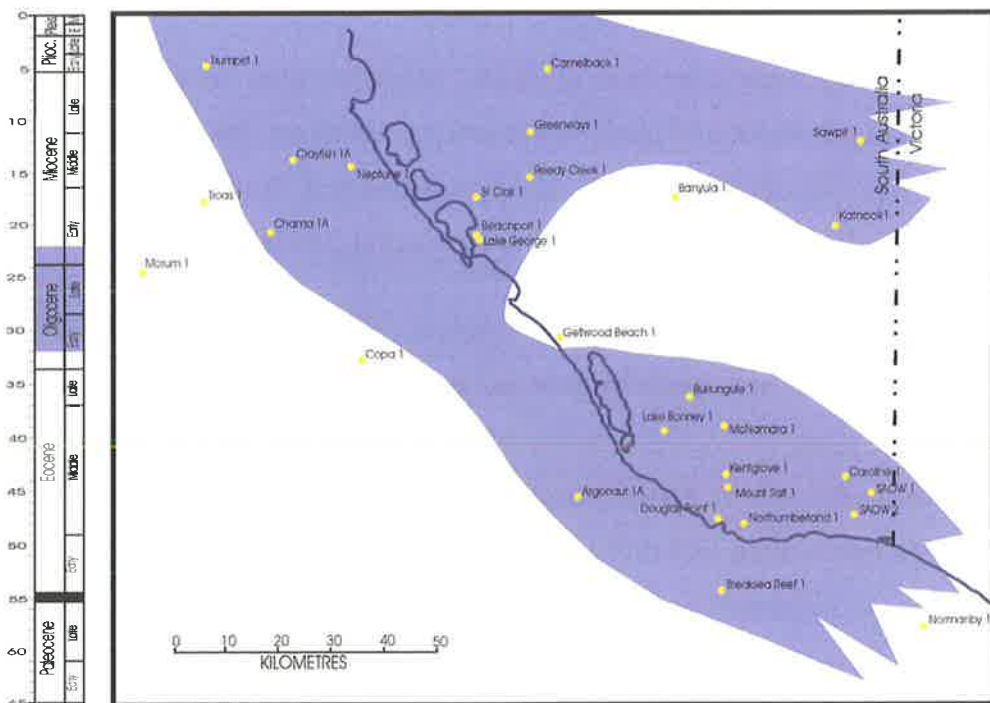 0
5
10
15
20
25
30
35
40
45
50
55
60
Plioc.
Miocene
Oligocene
Eocene
Paleocene
Late
Middle
Early
Late
Early
Late
Middle
Early
Late
Early
Trumpet 1
Camelback 1
Greenways 1
Sawpit 1
South Australia
Victoria
Crayfish 1A
Neptune 1
Reedy Creek 1
St Clair 1
Banyula 1
Troas 1
Chama 1A
Beachport 1
Lake George 1
Katnook 1
Morum 1
Copa 1
Geltwood Beach 1
Burrungule 1
Lake Bonney 1
McNamara 1
Kentgrove 1
Caroline 1
Argonaut 1A
Mount Salt 1
SAOW 1
Douglas Point 1
Northumberland 1
SAOW 2
Breaksea Reef 1
Normanby 1
0 10 20 30 40 50
KILOMETRES